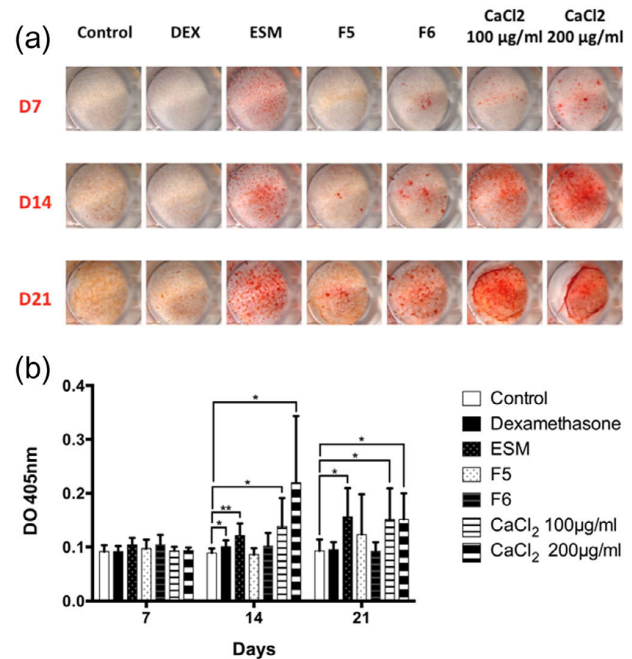 (a)
Control DEX ESM F5 F6 CaCl2 100 µg/ml CaCl2 200 µg/ml
D7
D14
D21
(b)
DO 405nm
0.4
0.3
0.2
0.1
0.0
* ** * * * * *
7 14 21
Days
Control
Dexamethasone
ESM
F5
F6
CaCl₂ 100µg/ml
CaCl₂ 200µg/ml